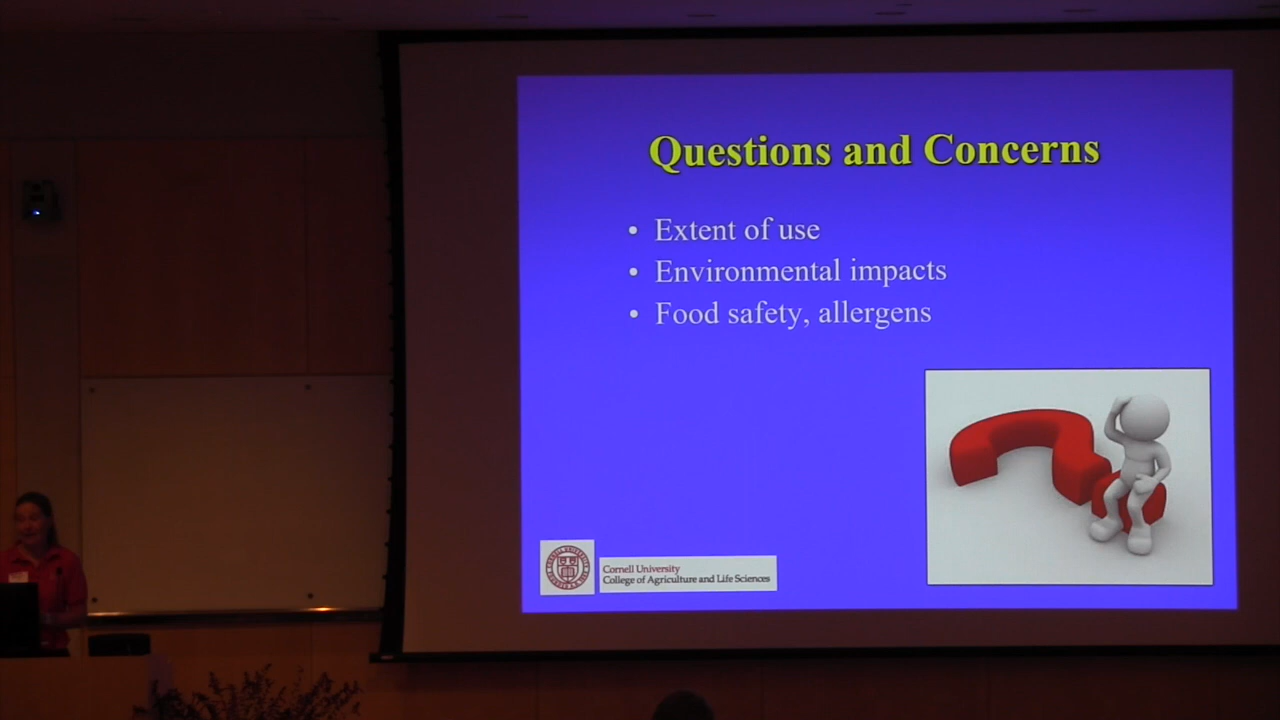 Questions and Concerns
• Extent of use
• Environmental impacts
• Food safety, allergens
Cornell University
College of Agriculture and Life Sciences